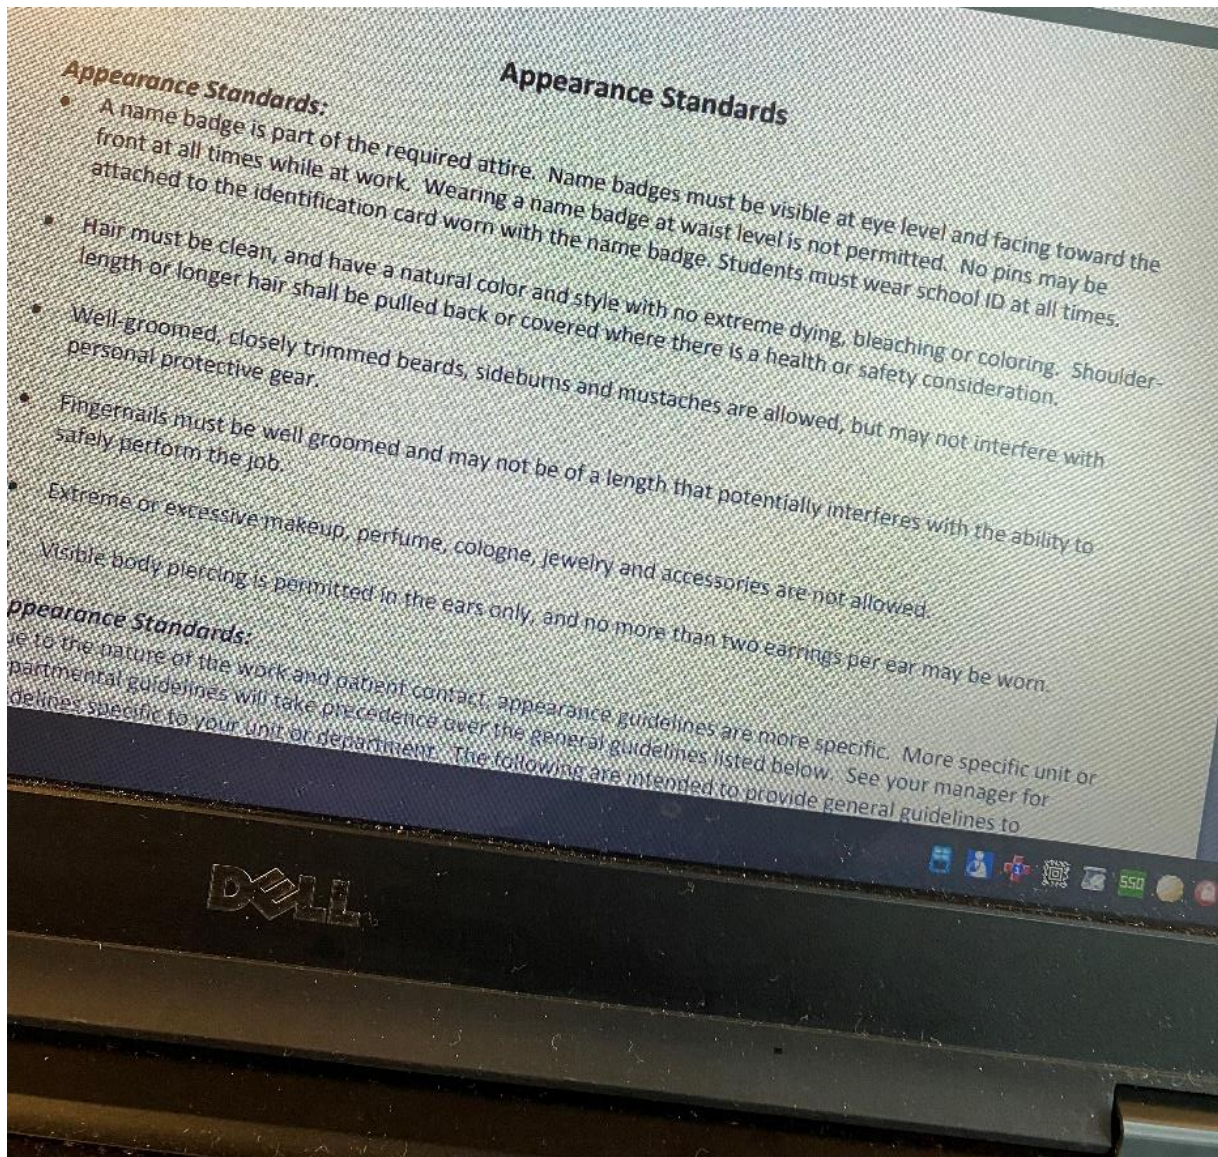 Appearance Standards
Appearance Standards:
• A name badge is part of the required attire.  Name badges must be visible at eye level and facing toward the
front at all times while at work.  Wearing a name badge at waist level is not permitted.  No pins may be
attached to the identification card worn with the name badge. Students must wear school ID at all times.
• Hair must be clean, and have a natural color and style with no extreme dying, bleaching or coloring.  Shoulder-
length or longer hair shall be pulled back or covered where there is a health or safety consideration.
• Well-groomed, closely trimmed beards, sideburns and mustaches are allowed, but may not interfere with
personal protective gear.
• Fingernails must be well groomed and may not be of a length that potentially interferes with the ability to
safely perform the job.
• Extreme or excessive makeup, perfume, cologne, jewelry and accessories are not allowed.
Visible body piercing is permitted in the ears only, and no more than two earrings per ear may be worn.
ppearance Standards:
ue to the nature of the work and patient contact, appearance guidelines are more specific.  More specific unit or
partmental guidelines will take precedence over the general guidelines listed below.  See your manager for
delines specific to your unit or department.  The following are intended to provide general guidelines to
SSO
DELL